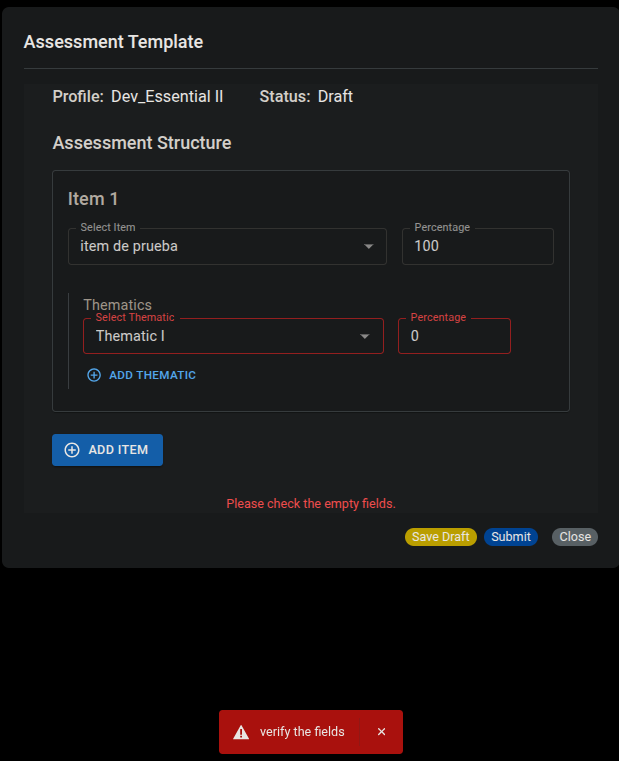 Assessment Template
Profile: Dev_Essential II Status: Draft
Assessment Structure
Item 1
Select Item
item de prueba
Percentage
100
Thematics
Select Thematic
Thematic I
Percentage
0
ADD THEMATIC
ADD ITEM
Please check the empty fields.
Save Draft Submit Close
verify the fields